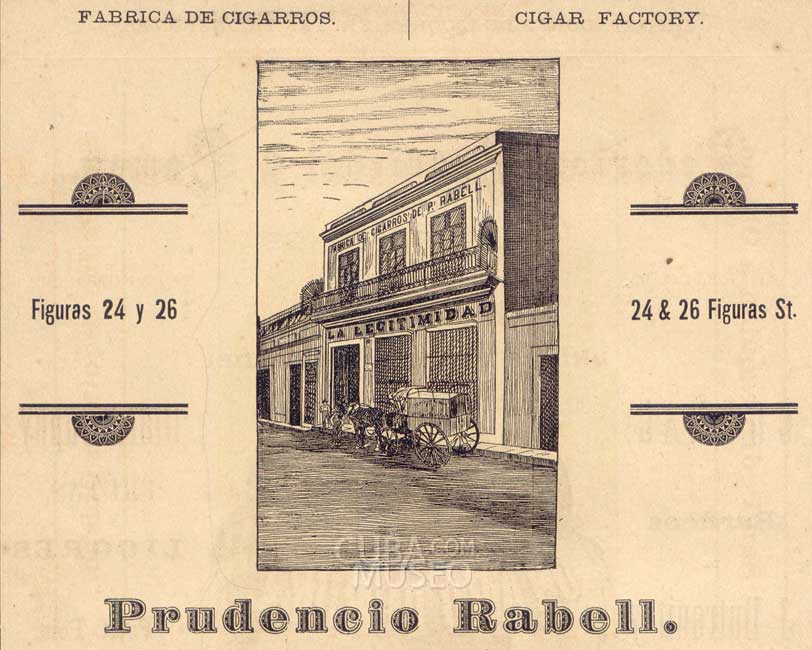 FABRICA DE CIGARROS.
CIGAR FACTORY.
FABRICA DE CIGARROS DE P. RABELL.
LA LEGITIMIDAD
Figuras 24 y 26
24 & 26 Figuras St.
CUBA.COM
MUSEO
Prudencio Rabell.